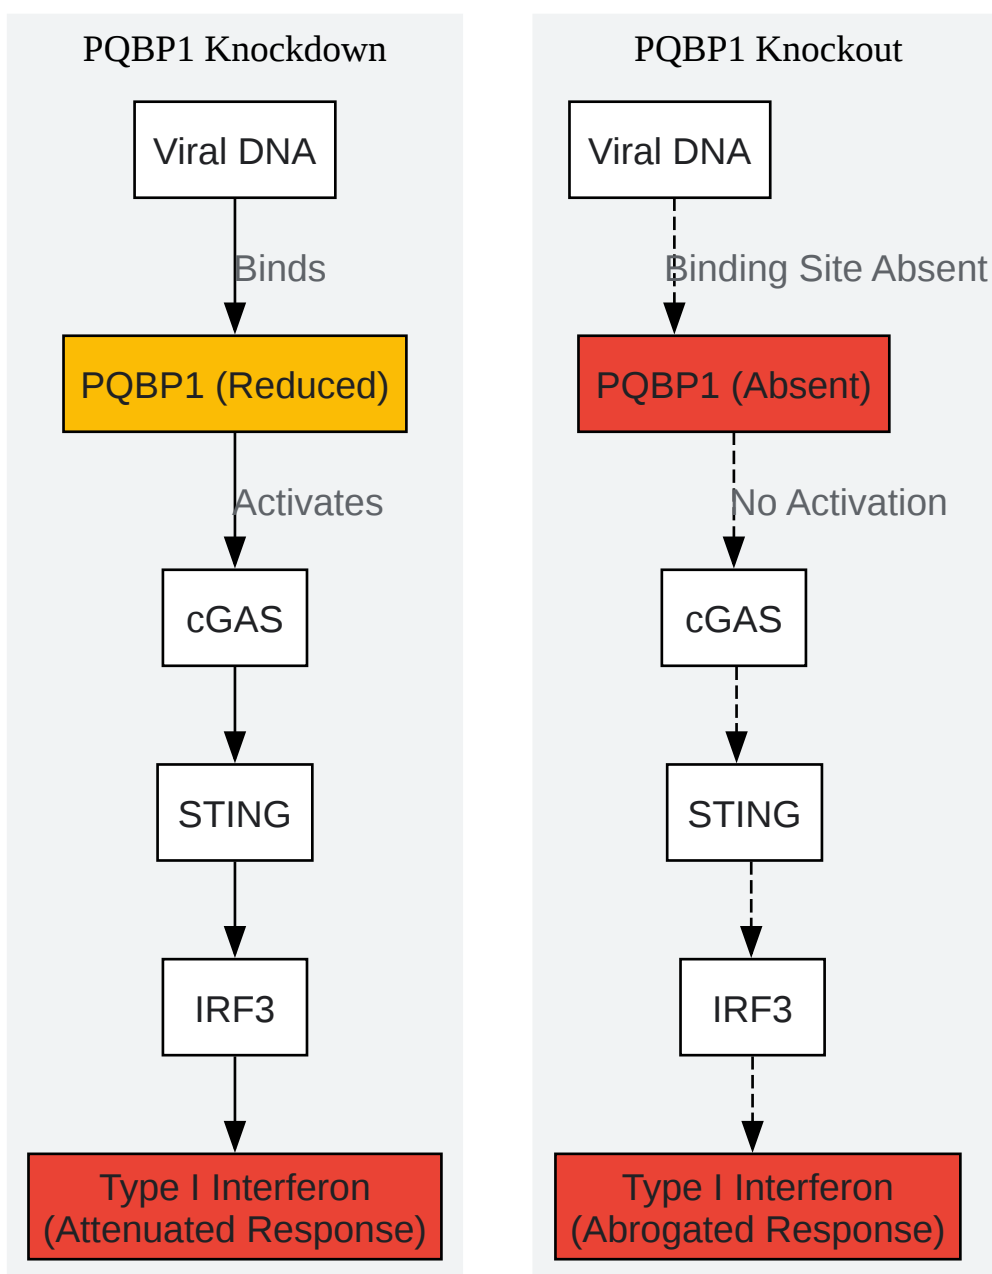 PQBP1 Knockdown
Viral DNA
Binds
PQBP1 (Reduced)
Activates
cGAS
STING
IRF3
Type I Interferon
(Attenuated Response)
PQBP1 Knockout
Viral DNA
Binding Site Absent
PQBP1 (Absent)
No Activation
cGAS
STING
IRF3
Type I Interferon
(Abrogated Response)